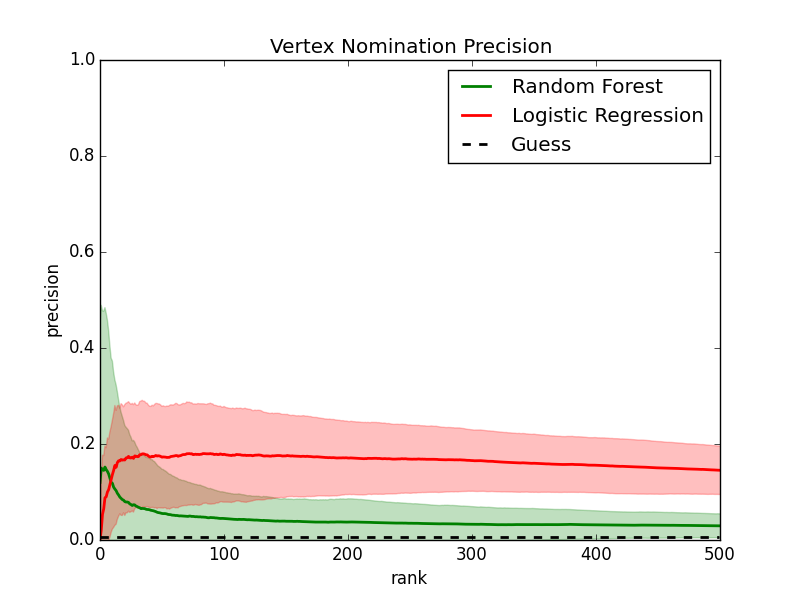 Vertex Nomination Precision
1.0
0.8
0.6
0.4
0.2
0.0
precision
Random Forest
Logistic Regression
Guess
0
100
200
300
400
500
rank